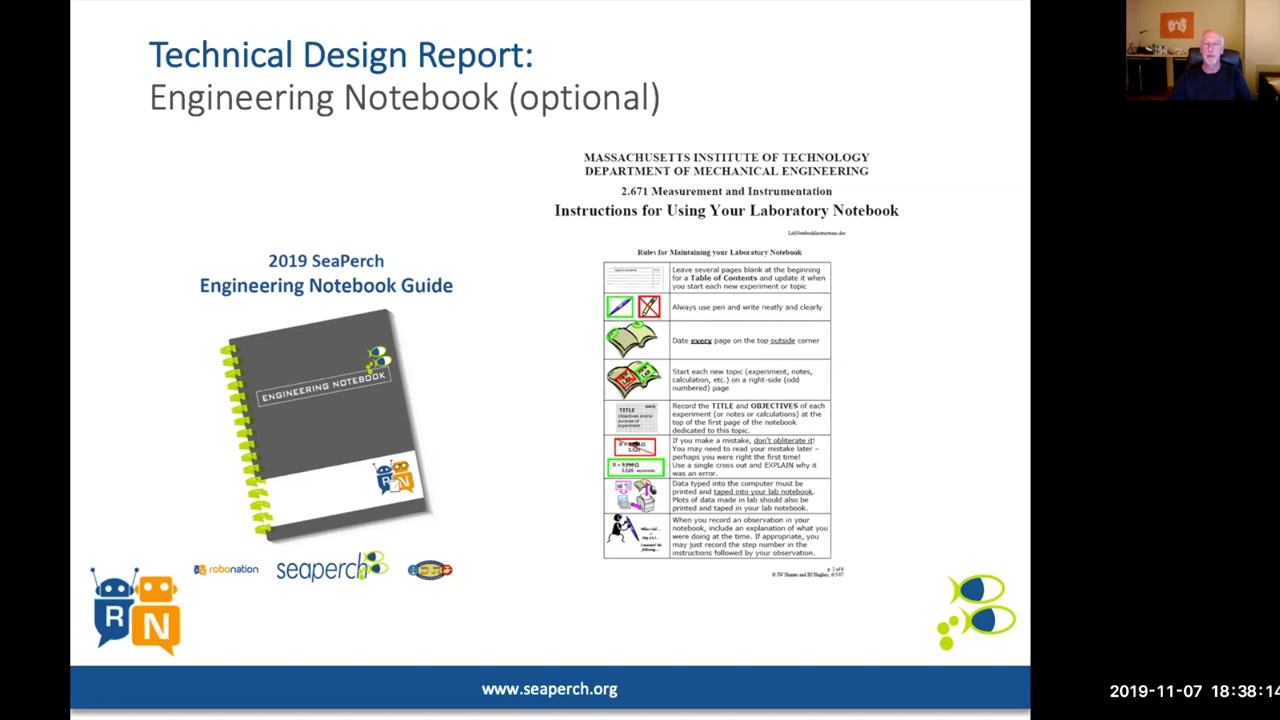 Technical Design Report:
Engineering Notebook (optional)
MASSACHUSETTS INSTITUTE OF TECHNOLOGY
DEPARTMENT OF MECHANICAL ENGINEERING
2.671 Measurement and Instrumentation
Instructions for Using Your Laboratory Notebook
LabNotebookInstructions.doc
Rules for Maintaining your Laboratory Notebook
Leave several pages blank at the beginning
for a Table of Contents and update it when
you start each new experiment or topic
Always use pen and write neatly and clearly
Date every page on the top outside corner
Start each new topic (experiment, notes,
calculation, etc.) on a right-side (odd
numbered) page
TITLE
DATE
Objectives and/or
purpose of
experiment
Record the TITLE and OBJECTIVES of each
experiment (or notes or calculations) at the
top of the first page of the notebook
dedicated to this topic.
If you make a mistake, don't obliterate it!
You may need to read your mistake later –
perhaps you were right the first time!
Use a single cross out and EXPLAIN why it
was an error.
Data typed into the computer must be
printed and taped into your lab notebook.
Plots of data made in lab should also be
printed and taped in your lab notebook.
When you record an observation in your
notebook, include an explanation of what you
were doing at the time. If appropriate, you
may just record the step number in the
instructions followed by your observation.
2019 SeaPerch
Engineering Notebook Guide
ENGINEERING NOTEBOOK
robonation
seaperch
R N
www.seaperch.org
2019-11-07 18:38:14